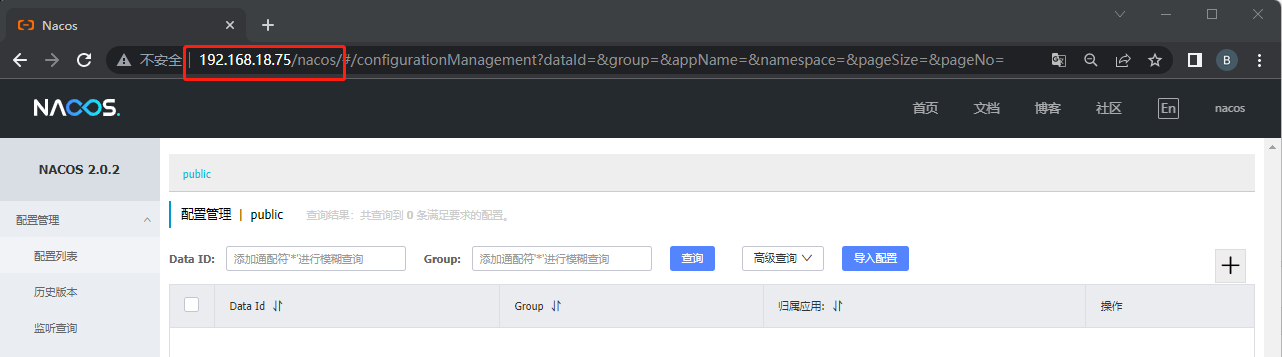 Nacos
不安全 192.168.18.75/nacos/#/configurationManagement?dataId=&group=&appName=&namespace=&pageSize=&pageNo=
B
NACOS.
首页 文档 博客 社区 En nacos
NACOS 2.0.2
配置管理
配置列表
历史版本
监听查询
public
配置管理 | public 查询结果：共查询到 0 条满足要求的配置。
Data ID: 添加通配符'*'进行模糊查询 Group: 添加通配符'*'进行模糊查询 查询 高级查询 导入配置
Data Id Group 归属应用: 操作